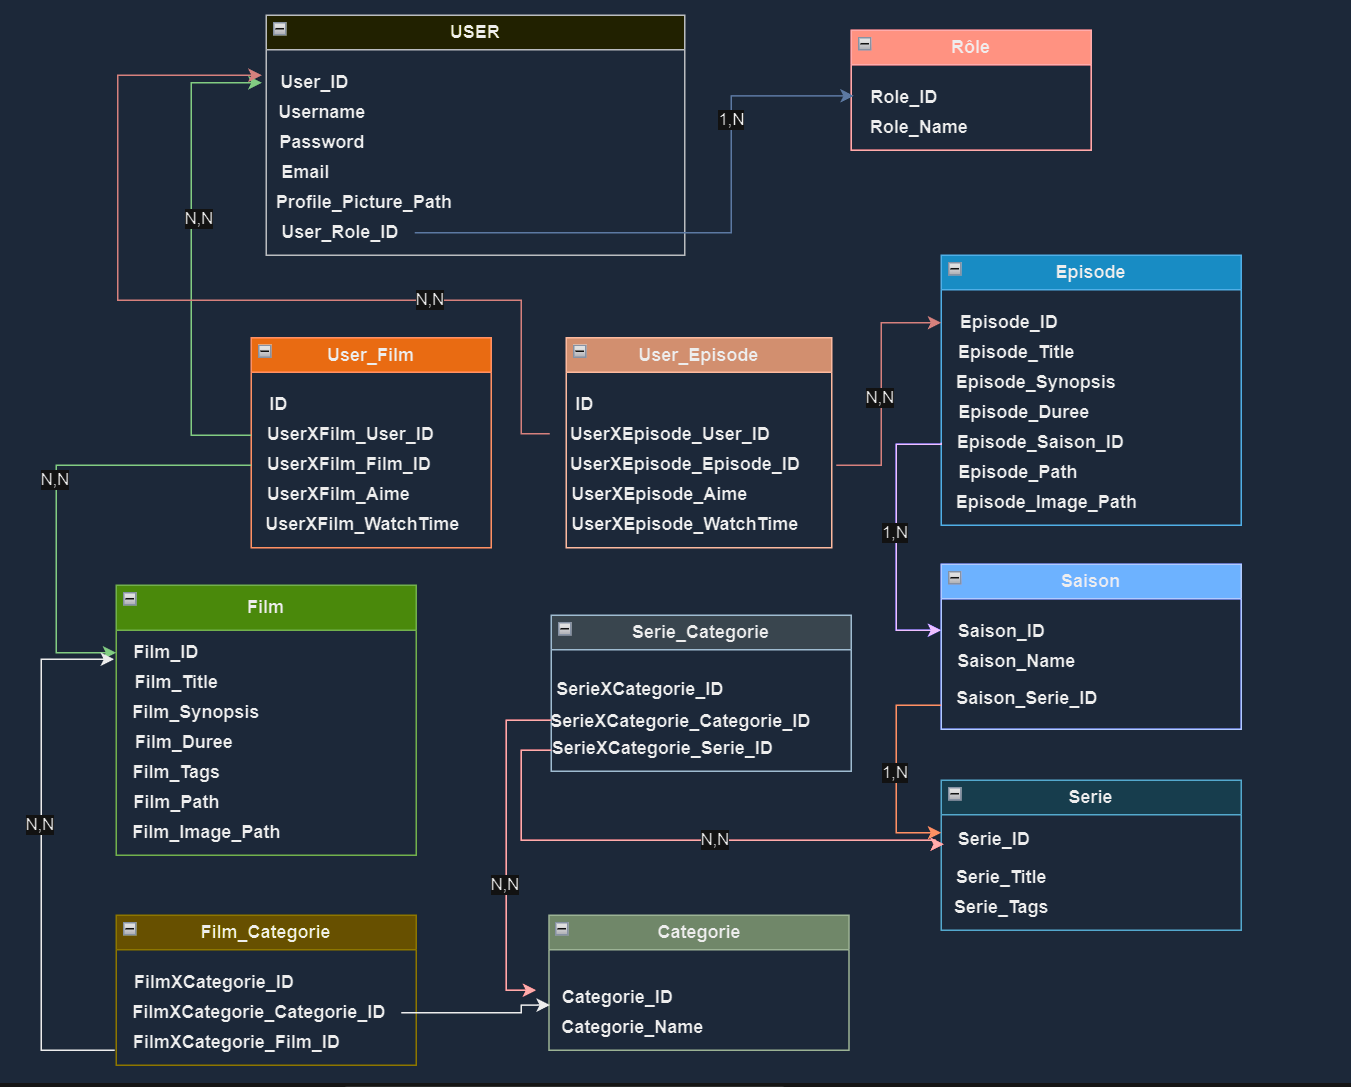 USER
User_ID
Username
Password
Email
Profile_Picture_Path
User_Role_ID
1,N
Rôle
Role_ID
Role_Name
N,N
N,N
User_Film
ID
UserXFilm_User_ID
UserXFilm_Film_ID
UserXFilm_Aime
UserXFilm_WatchTime
User_Episode
ID
UserXEpisode_User_ID
UserXEpisode_Episode_ID
UserXEpisode_Aime
UserXEpisode_WatchTime
N,N
Episode
Episode_ID
Episode_Title
Episode_Synopsis
Episode_Duree
Episode_Saison_ID
Episode_Path
Episode_Image_Path
N,N
1,N
Film
Film_ID
Film_Title
Film_Synopsis
Film_Duree
Film_Tags
Film_Path
Film_Image_Path
Serie_Categorie
SerieXCategorie_ID
SerieXCategorie_Categorie_ID
SerieXCategorie_Serie_ID
Saison
Saison_ID
Saison_Name
Saison_Serie_ID
1,N
N,N
N,N
N,N
Serie
Serie_ID
Serie_Title
Serie_Tags
Film_Categorie
FilmXCategorie_ID
FilmXCategorie_Categorie_ID
FilmXCategorie_Film_ID
Categorie
Categorie_ID
Categorie_Name